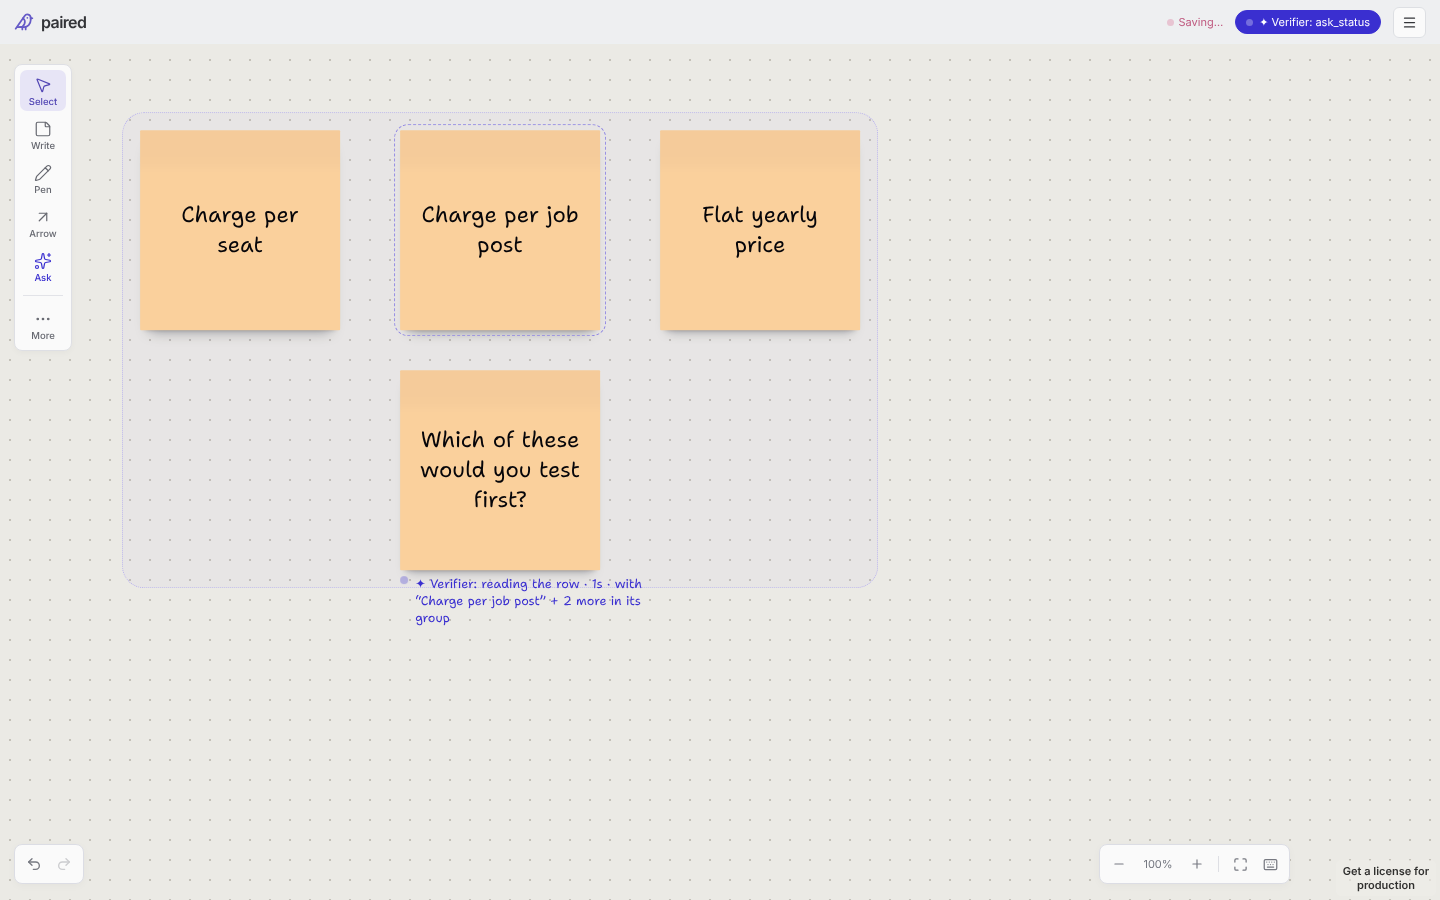 paired
Saving...
✦ Verifier: ask_status
Select
Write
Pen
Arrow
Ask
More
Charge per
seat
Charge per job
post
Flat yearly
price
Which of these
would you test
first?
✦ Verifier: reading the row · 1s · with
“Charge per job post” + 2 more in its
group
100%
Get a license for
production